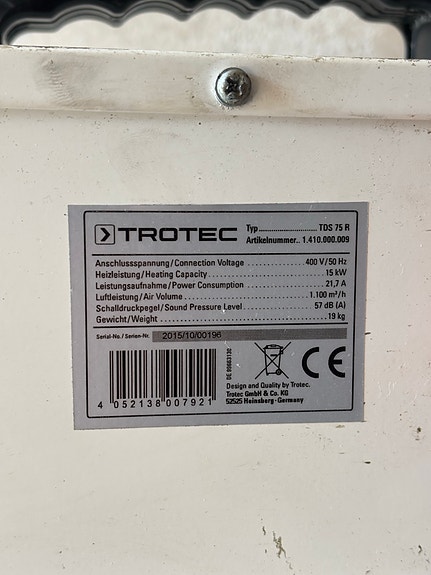 TROTEC
Typ.............................. TDS 75 R
Artikelnummer.. 1.410.000.009
Anschlussspannung/Connection Voltage ............... 400 V/50 Hz
Heizleistung/Heating Capacity .............................. 15 kW
Leistungsaufnahme/Power Consumption ................. 21,7 A
Luftleistung/Air Volume .............................. 1.100 m³/h
Schalldruckpegel/Sound Pressure Level ................. 57 dB (A)
Gewicht/Weight .............................. 19 kg
Serial-No./Serien-Nr. 2015/10/00196
4 052138 007921
CE
Design and Quality by Trotec.
Trotec GmbH & Co. KG
52525 Heinsberg - Germany